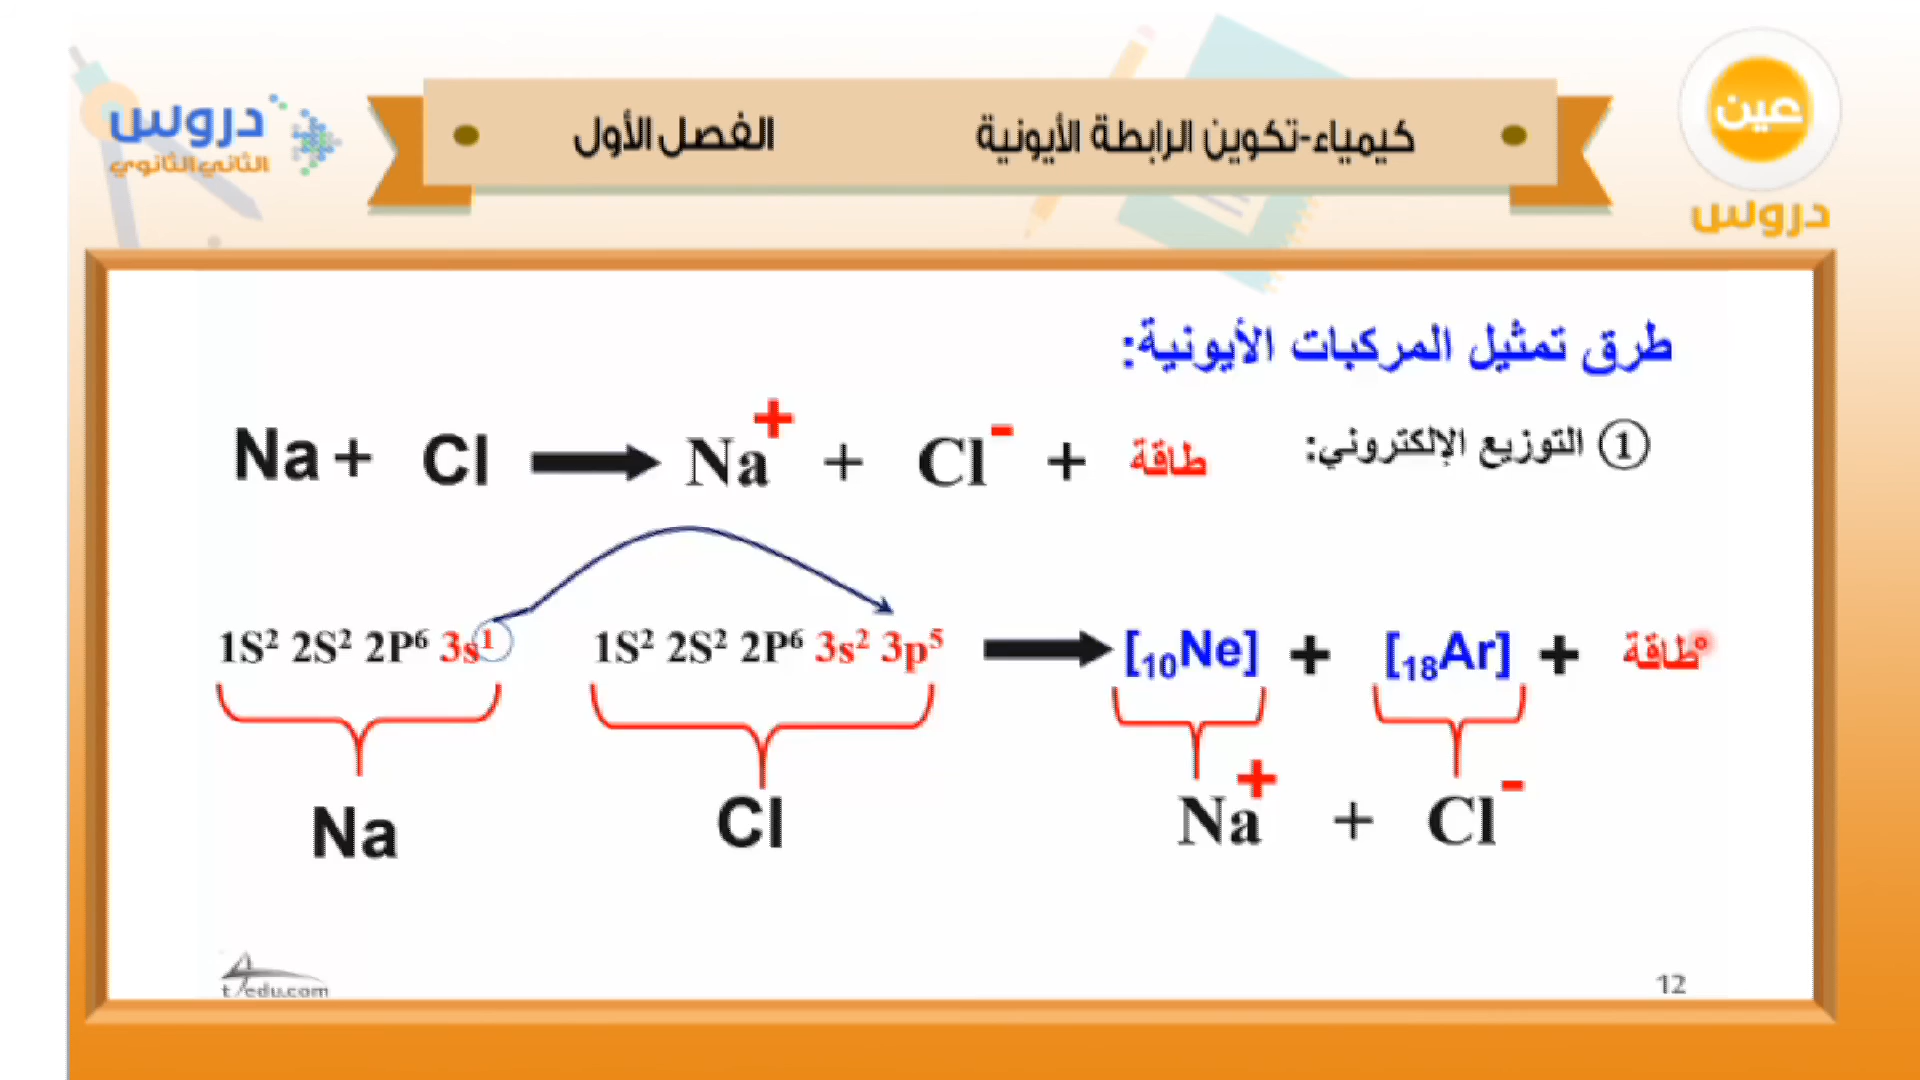 عين
دروس
كيمياء-تكوين الرابطة الأيونية
الفصل الأول
دروس
الثاني الثانوي
طرق تمثيل المركبات الأيونية:
① التوزيع الإلكتروني:
Na + Cl → Na⁺ + Cl⁻ + طاقة
1S² 2S² 2P⁶ 3s¹ 1S² 2S² 2P⁶ 3s² 3p⁵ → [₁₀Ne] + [₁₈Ar] + طاقة
Na Cl Na⁺ + Cl⁻
12